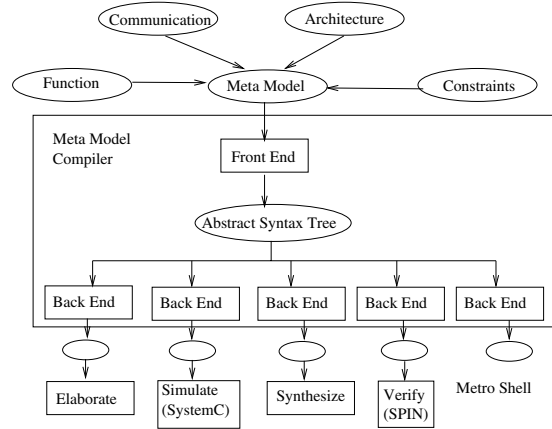 Communication
Architecture
Function
Meta Model
Constraints
Meta Model
Compiler
Front End
Abstract Syntax Tree
Back End
Back End
Back End
Back End
Back End
Elaborate
Simulate
(SystemC)
Synthesize
Verify
(SPIN)
Metro Shell